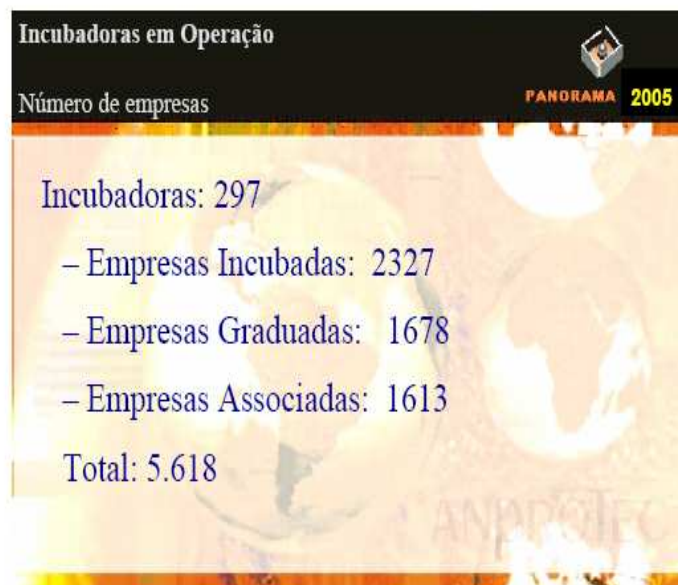 Incubadoras em Operação
Número de empresas
PANORAMA 2005
Incubadoras: 297
– Empresas Incubadas: 2327
– Empresas Graduadas: 1678
– Empresas Associadas: 1613
Total: 5.618
ANPROTEC